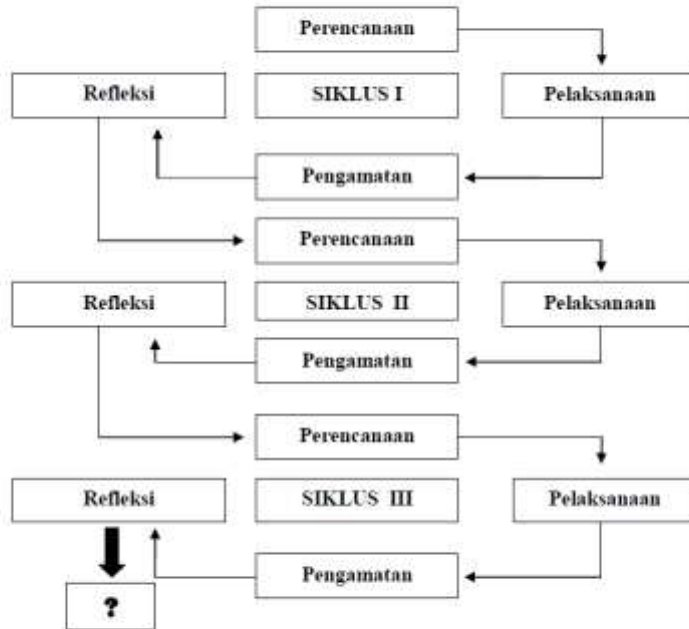 Perencanaan
Refleksi
SIKLUS I
Pelaksanaan
Pengamatan
Perencanaan
Refleksi
SIKLUS II
Pelaksanaan
Pengamatan
Perencanaan
Refleksi
SIKLUS III
Pelaksanaan
Pengamatan
?